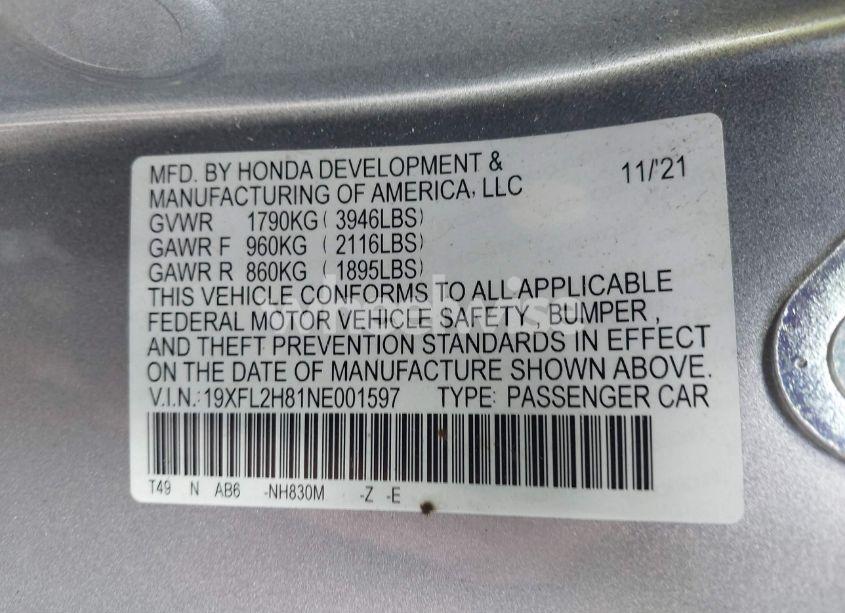 MFD. BY HONDA DEVELOPMENT & 11/'21
MANUFACTURING OF AMERICA, LLC
GVWR 1790KG ( 3946LBS)
GAWR F 960KG ( 2116LBS)
GAWR R 860KG ( 1895LBS)
THIS VEHICLE CONFORMS TO ALL APPLICABLE
FEDERAL MOTOR VEHICLE SAFETY, BUMPER ,
AND THEFT PREVENTION STANDARDS IN EFFECT
ON THE DATE OF MANUFACTURE SHOWN ABOVE.
V.I.N.:19XFL2H81NE001597 TYPE: PASSENGER CAR
T49 N AB6 -NH830M -Z -E